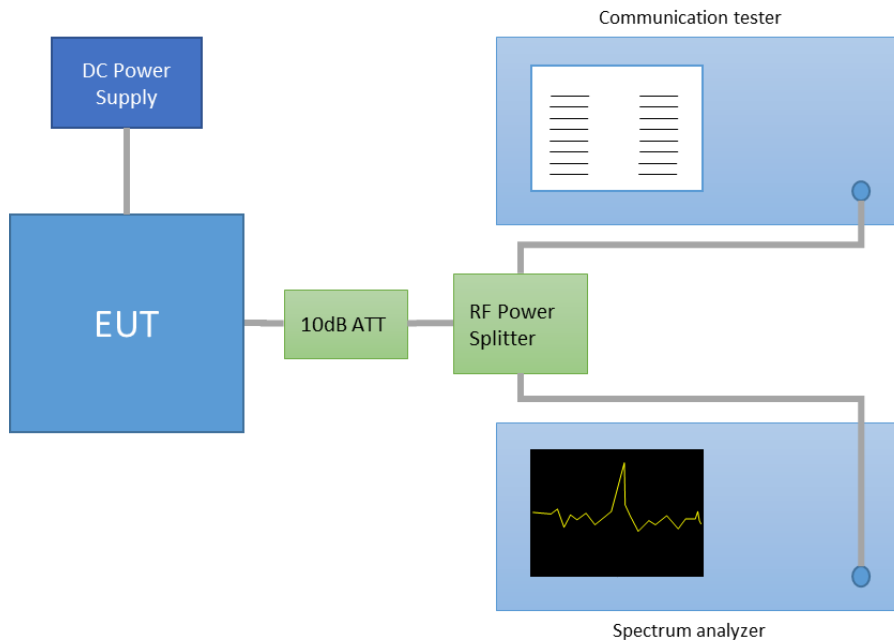 Communication tester
DC Power
Supply
EUT
10dB ATT
RF Power
Splitter
Spectrum analyzer